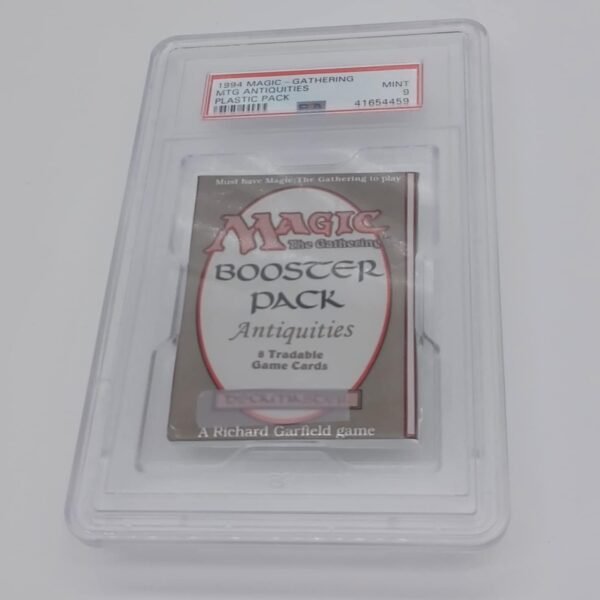 1994 MAGIC - GATHERING
MTG ANTIQUITIES MINT
PLASTIC PACK 9
41654459
Must have Magic: The Gathering to play
MAGIC
The Gathering
BOOSTER
PACK
Antiquities
8 Tradable
Game Cards
DECKMASTER
A Richard Garfield game